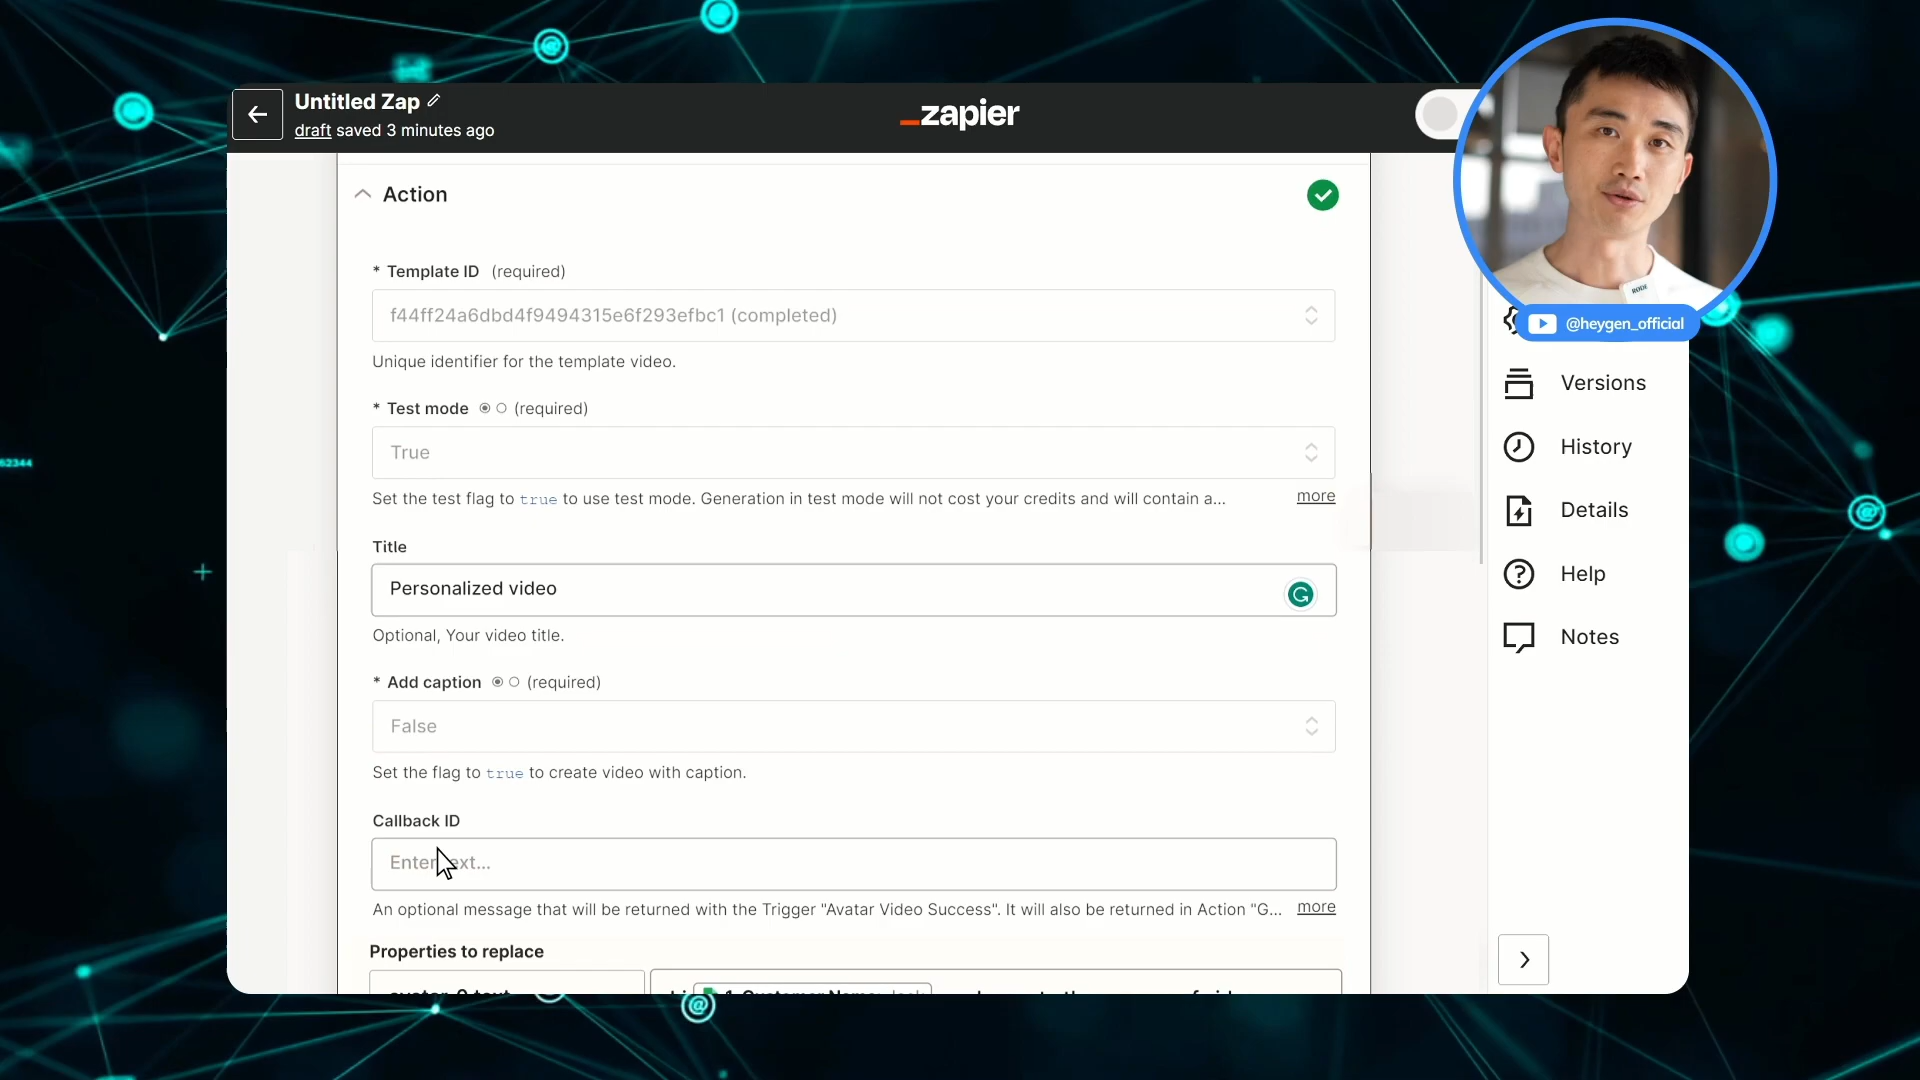 Untitled Zap
draft saved 3 minutes ago
zapier
Action
* Template ID (required)
f44ff24a6dbd4f9494315e6f293efbc1 (completed)
Unique identifier for the template video.
* Test mode (required)
True
Set the test flag to true to use test mode. Generation in test mode will not cost your credits and will contain a... more
Title
Personalized video
Optional, Your video title.
* Add caption (required)
False
Set the flag to true to create video with caption.
Callback ID
Enter text...
An optional message that will be returned with the Trigger "Avatar Video Success". It will also be returned in Action "G... more
Properties to replace
RODE
@heygen_official
Versions
History
Details
Help
Notes
62344